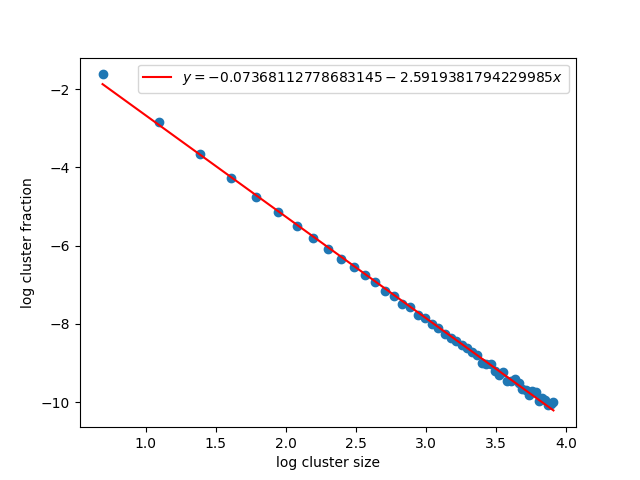 y = −0.07368112778683145 − 2.5919381794229985x
−2
−4
−6
−8
−10
log cluster fraction
1.0 1.5 2.0 2.5 3.0 3.5 4.0
log cluster size